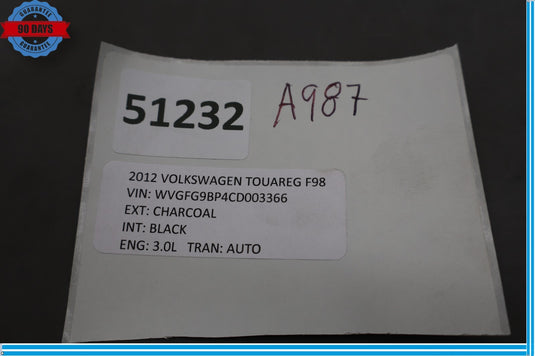 GUARANTEE
90 DAYS
GUARANTEE
51232
A987
2012 VOLKSWAGEN TOUAREG F98
VIN: WVGFG9BP4CD003366
EXT: CHARCOAL
INT: BLACK
ENG: 3.0L TRAN: AUTO